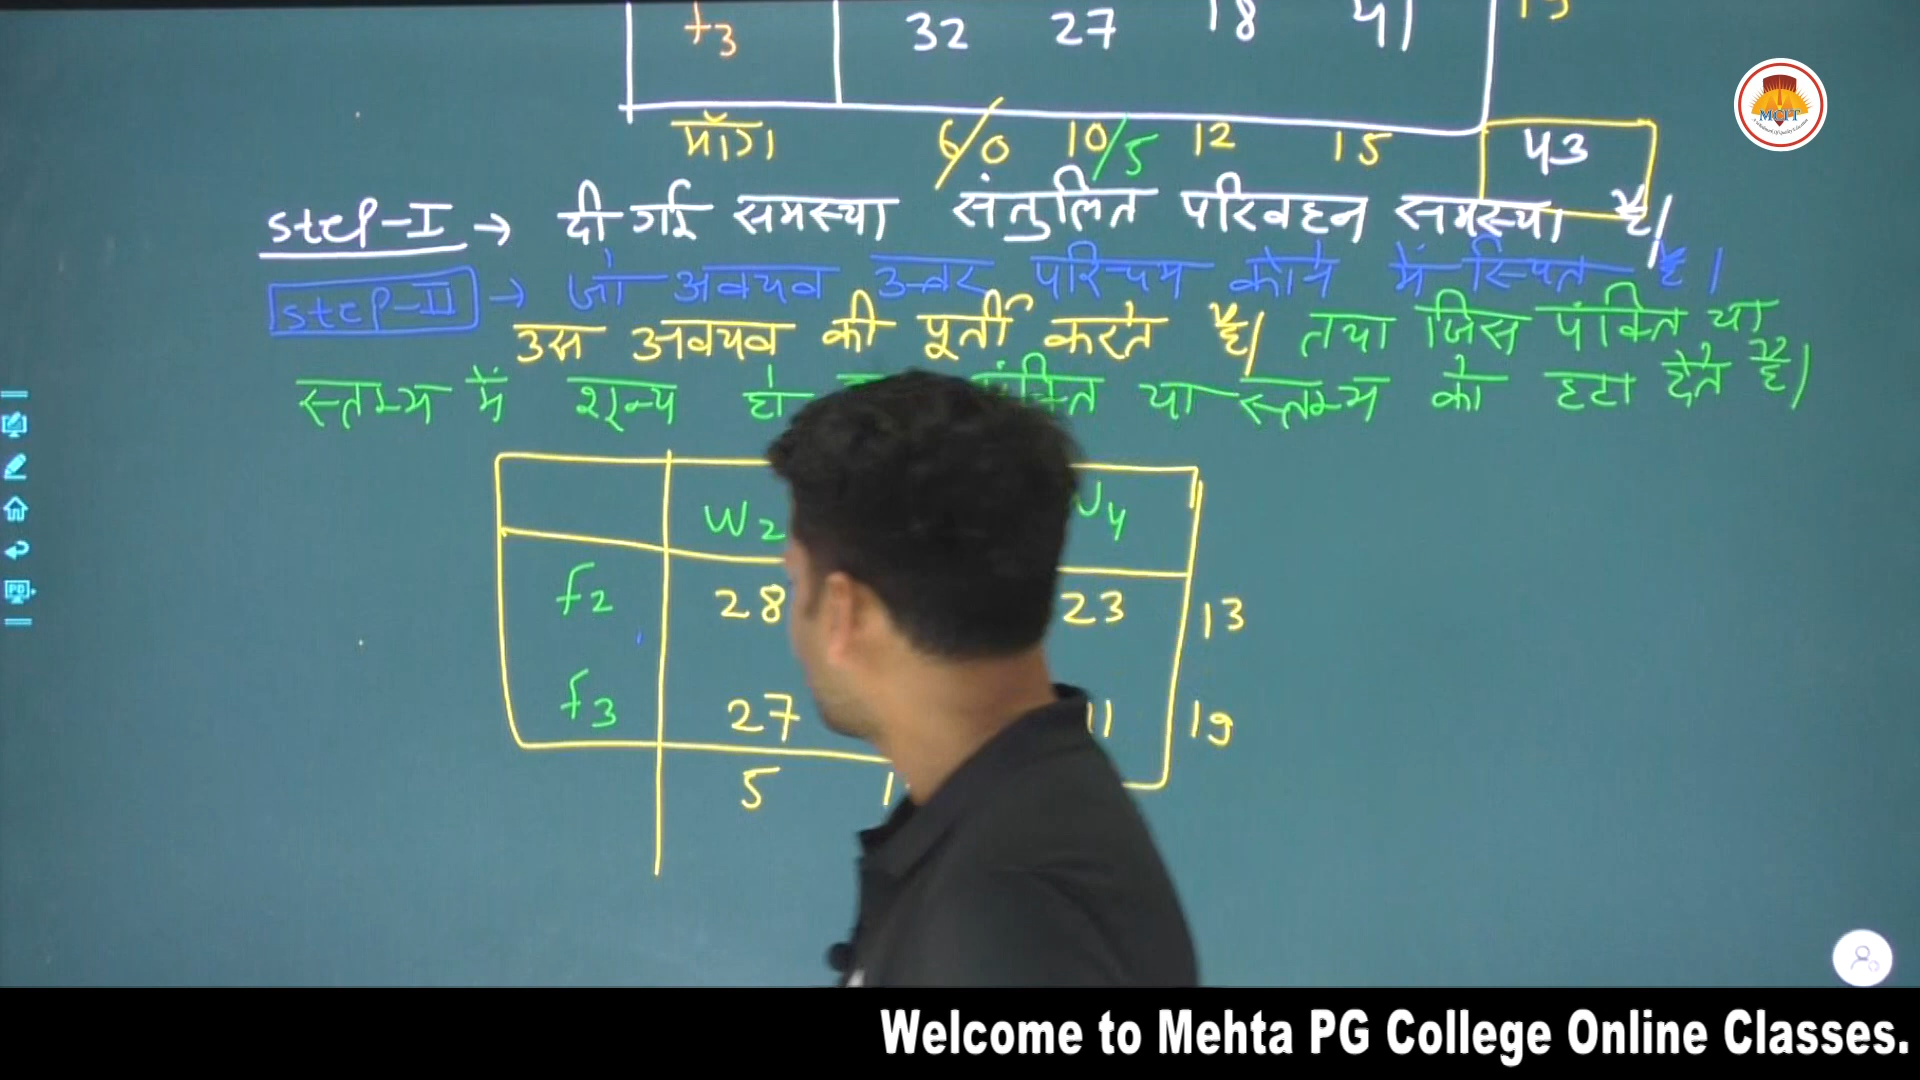 f3 32 27 18 41
माँग 6/0 10/5 12 15 43
step-I → दी गई समस्या संतुलित परिवहन समस्या है।
step-II → जो अवयव उत्तर पश्चिम कोने में स्थित है।
उस अवयव की पूर्ती करते है। तथा जिस पंक्ति या
स्तम्भ में शून्य हो पंक्ति या स्तम्भ को हटा देते है।
W2
f2 28 23 13
f3 27 19
5
MCIT
Welcome to Mehta PG College Online Classes.